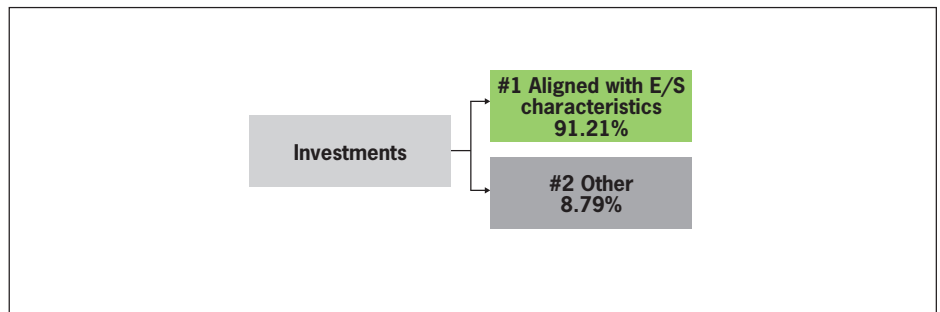 Investments
#1 Aligned with E/S
characteristics
91.21%
#2 Other
8.79%